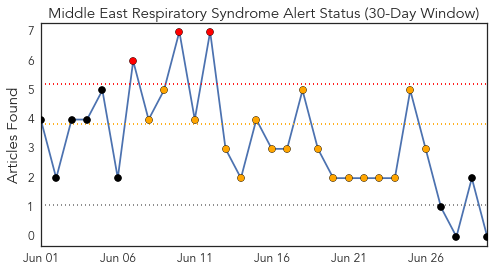 Middle East Respiratory Syndrome Alert Status (30-Day Window)
Articles Found
7
6
5
4
3
2
1
0
Jun 01
Jun 06
Jun 11
Jun 16
Jun 21
Jun 26